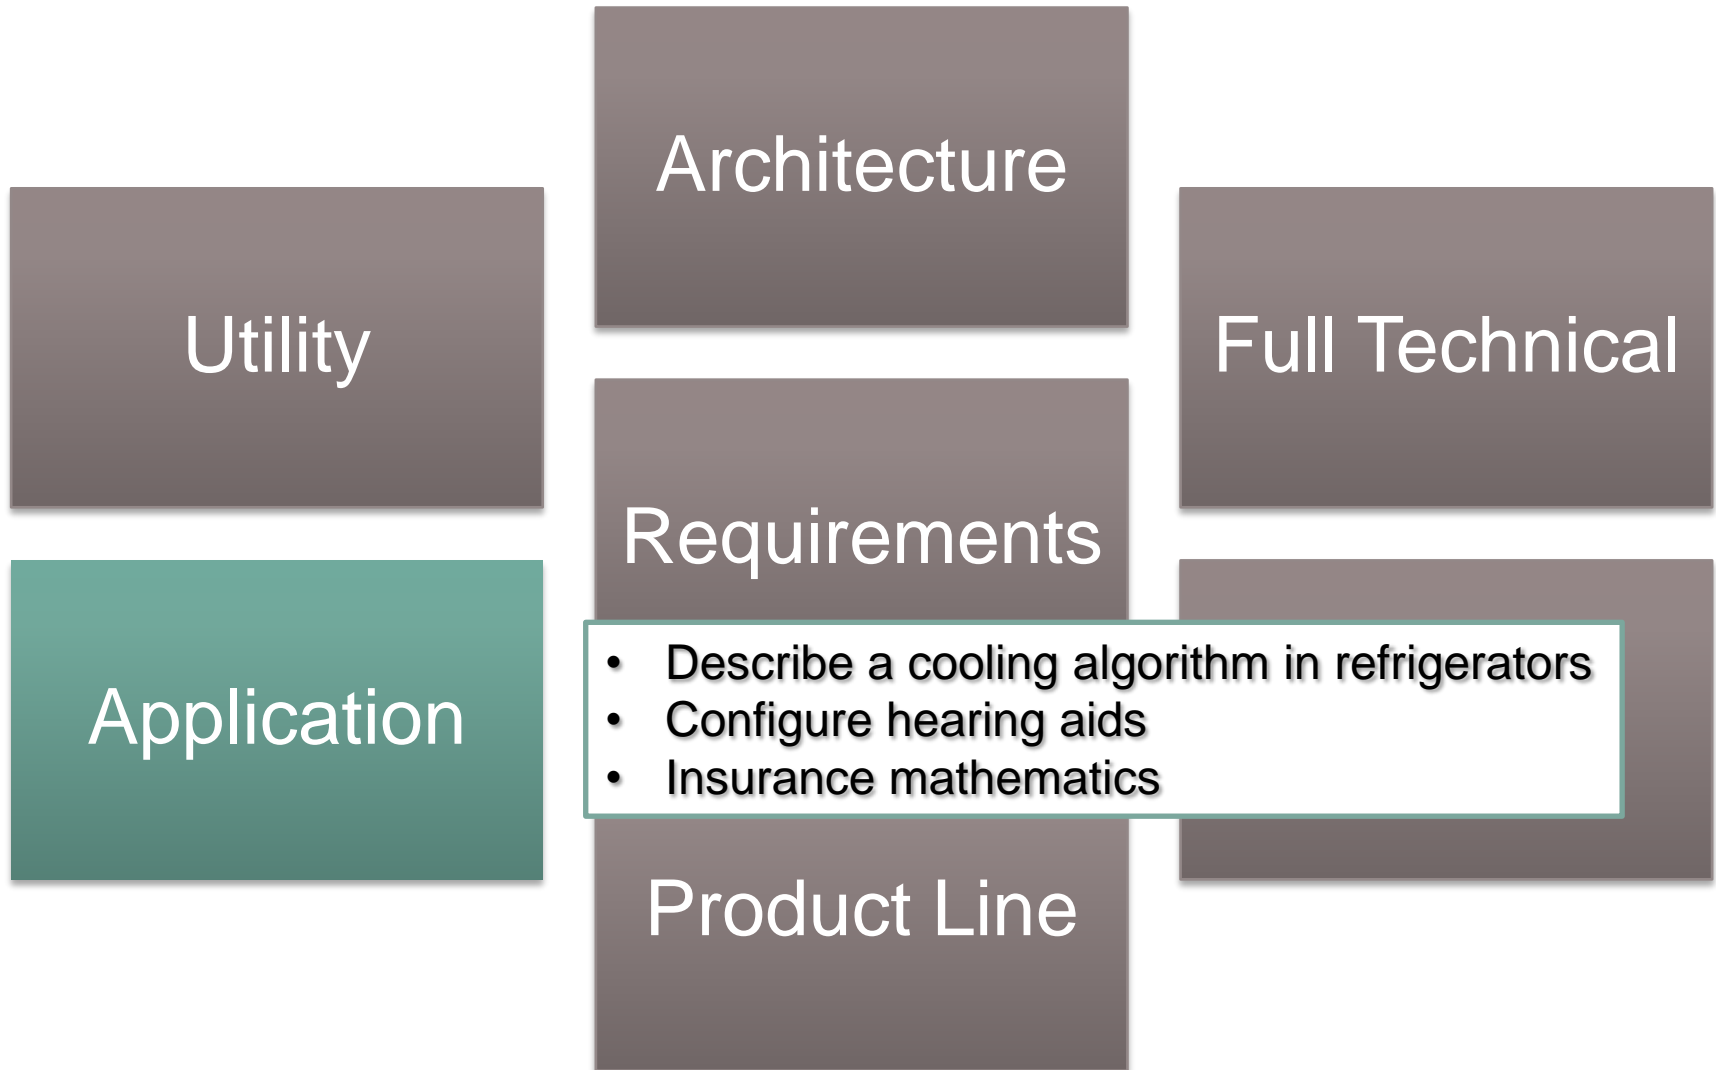 Architecture
Utility
Full Technical
Requirements
Application
• Describe a cooling algorithm in refrigerators
• Configure hearing aids
• Insurance mathematics
Product Line